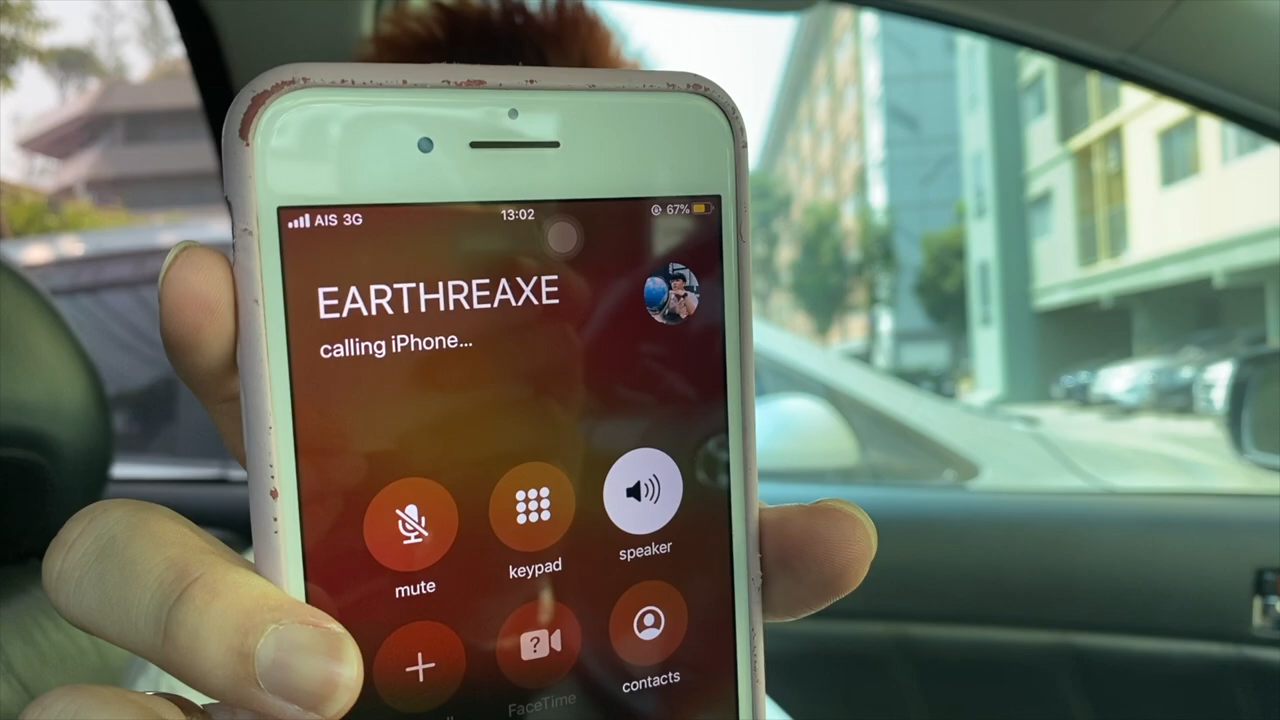 AIS 3G 13:02 67%
EARTHREAXE
calling iPhone...
mute keypad speaker
FaceTime contacts